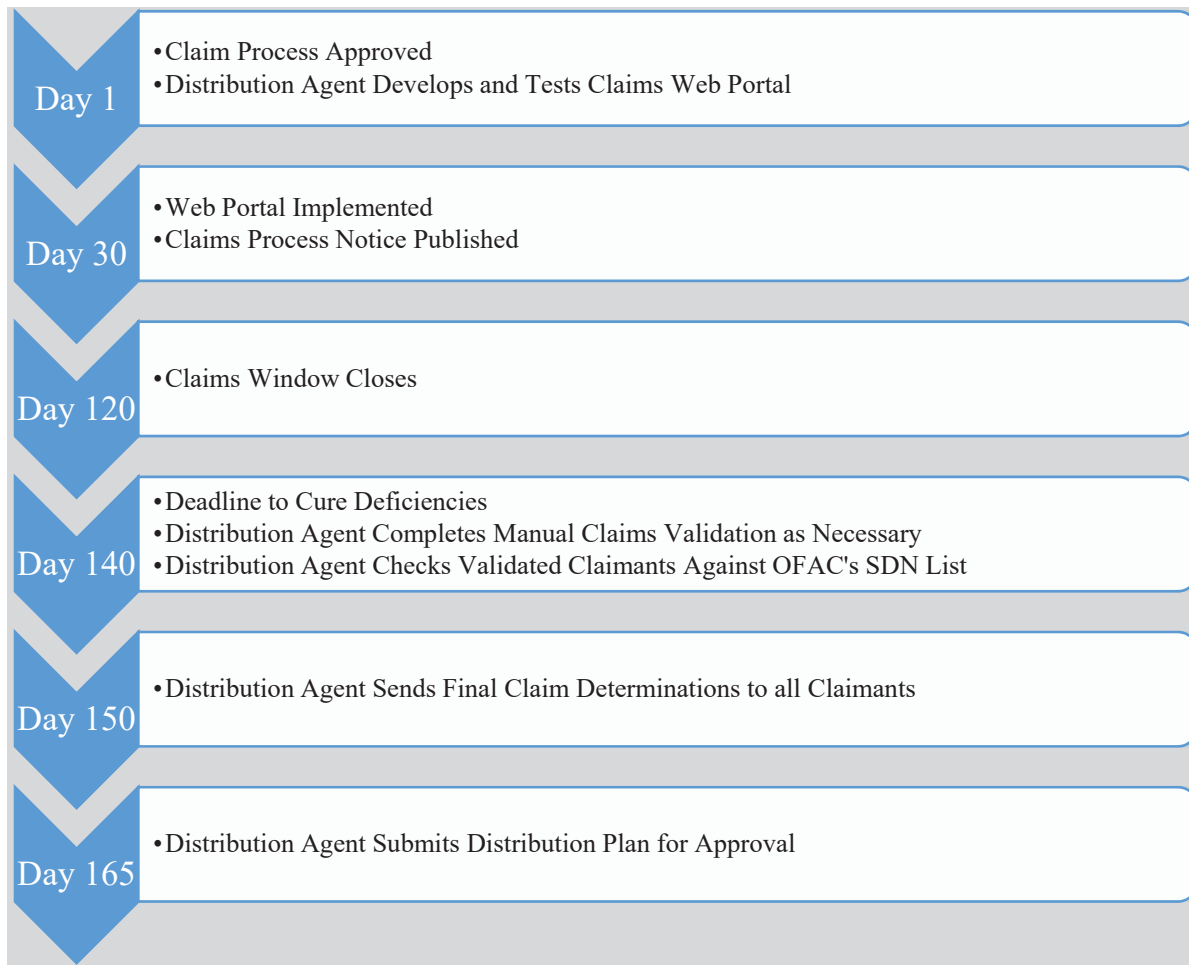 Day 1
•Claim Process Approved
•Distribution Agent Develops and Tests Claims Web Portal
Day 30
•Web Portal Implemented
•Claims Process Notice Published
Day 120
•Claims Window Closes
Day 140
•Deadline to Cure Deficiencies
•Distribution Agent Completes Manual Claims Validation as Necessary
•Distribution Agent Checks Validated Claimants Against OFAC's SDN List
Day 150
•Distribution Agent Sends Final Claim Determinations to all Claimants
Day 165
•Distribution Agent Submits Distribution Plan for Approval